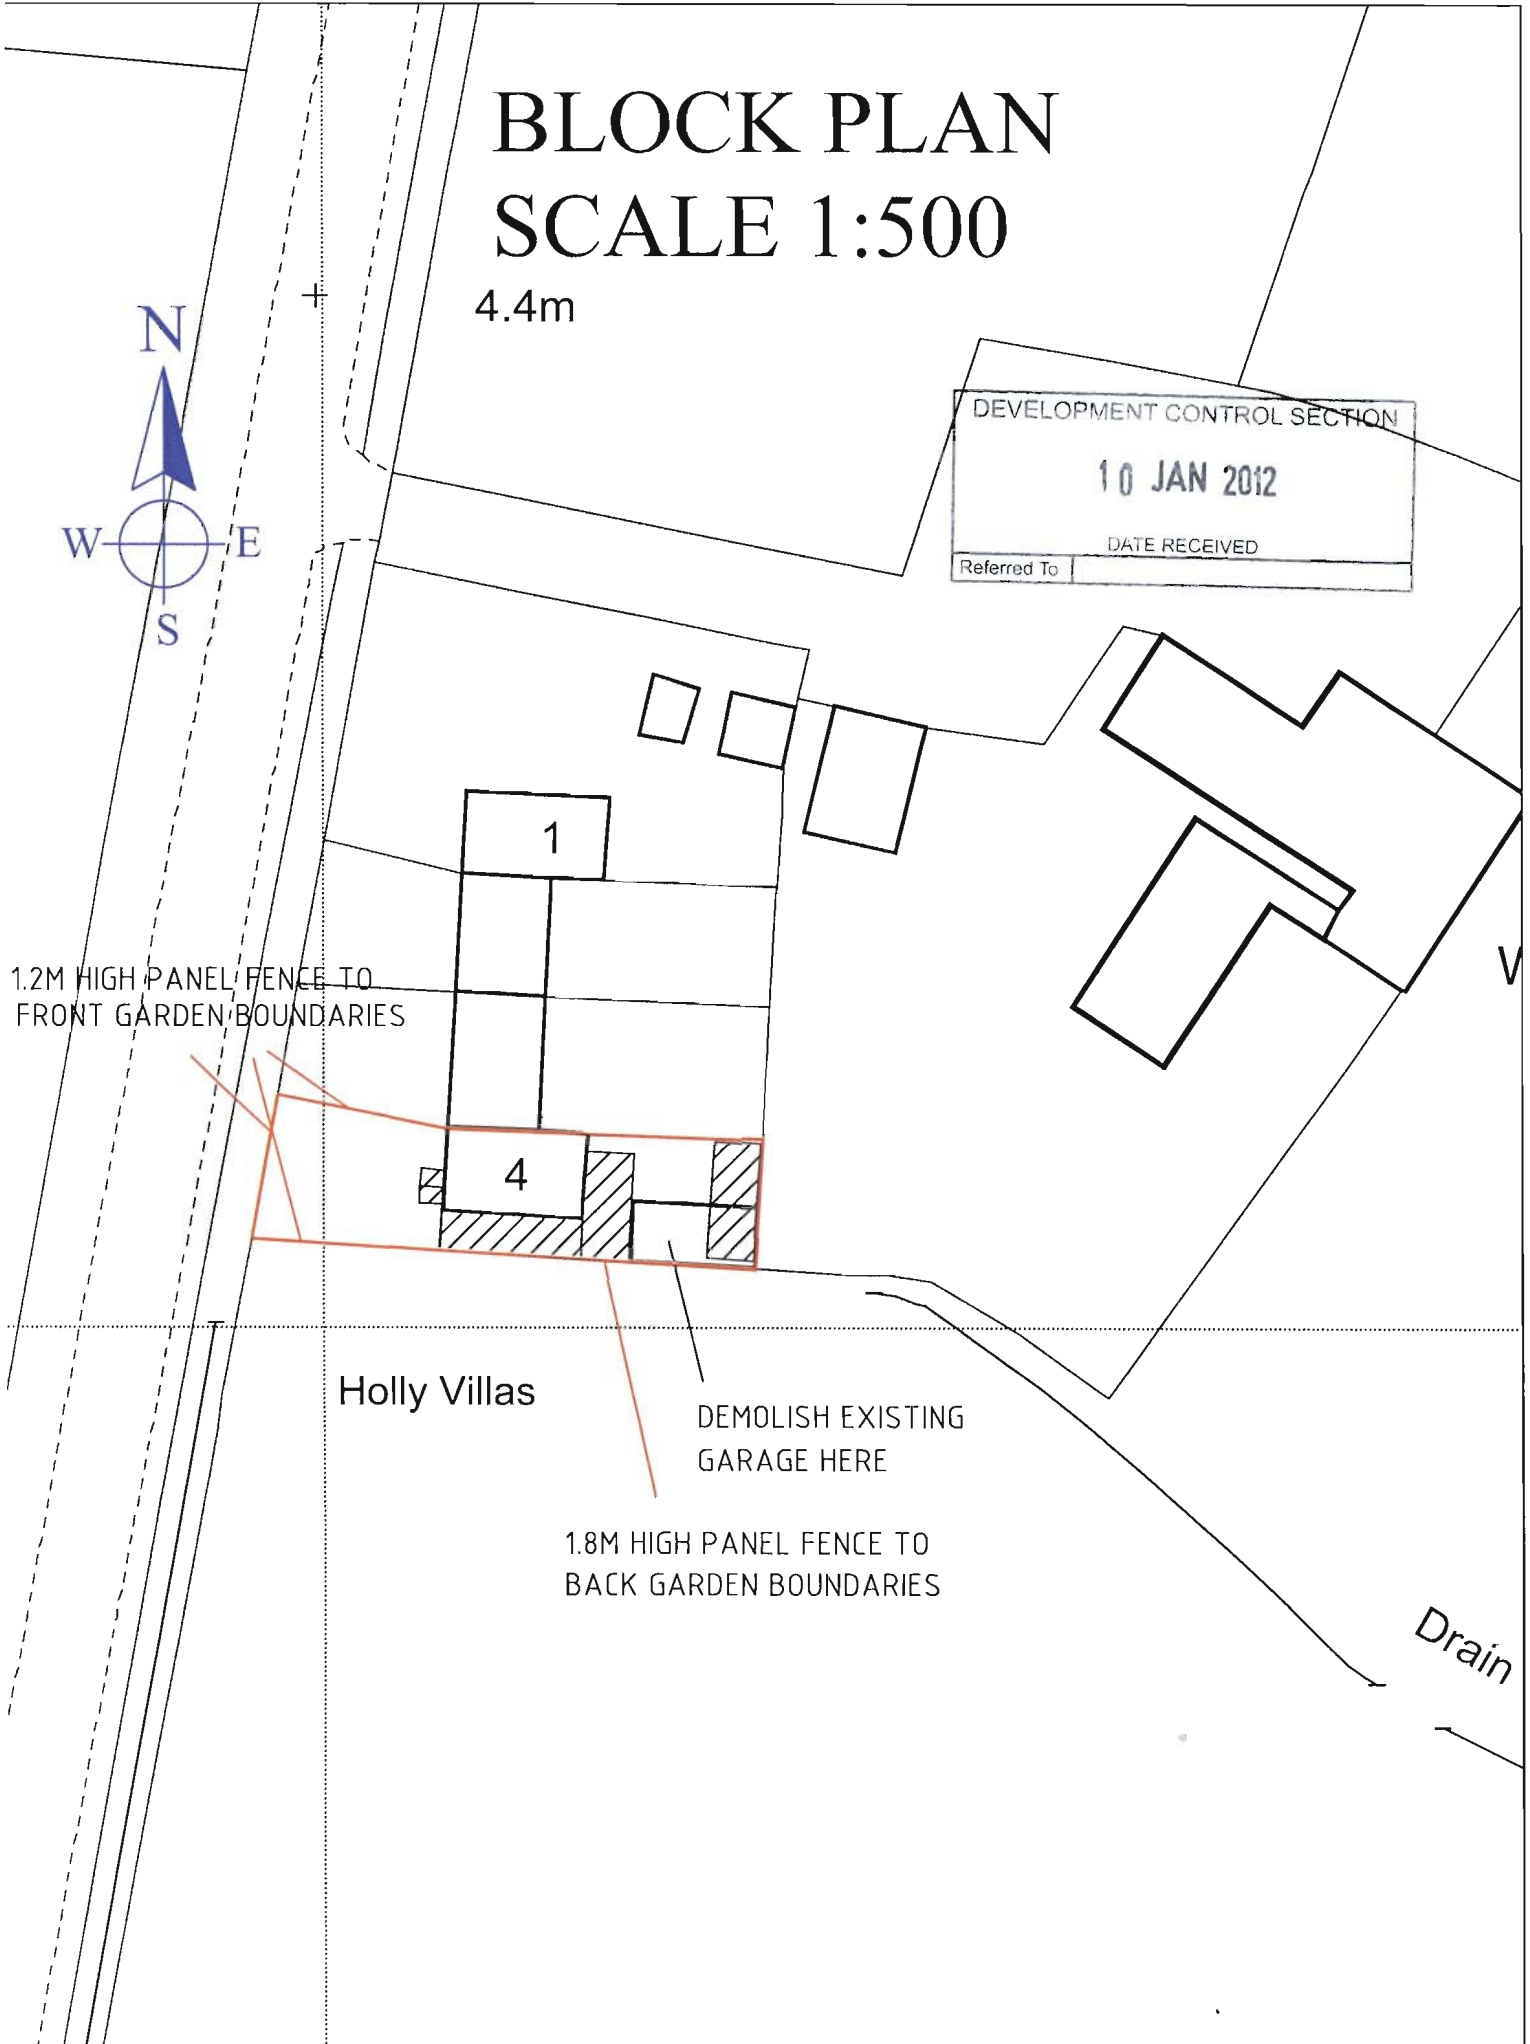 BLOCK PLAN
SCALE 1:500
4.4m
N
W
E
S
DEVELOPMENT CONTROL SECTION
10 JAN 2012
DATE RECEIVED
Referred To
1
1.2M HIGH PANEL FENCE TO
FRONT GARDEN BOUNDARIES
4
Holly Villas
DEMOLISH EXISTING
GARAGE HERE
1.8M HIGH PANEL FENCE TO
BACK GARDEN BOUNDARIES
Drain